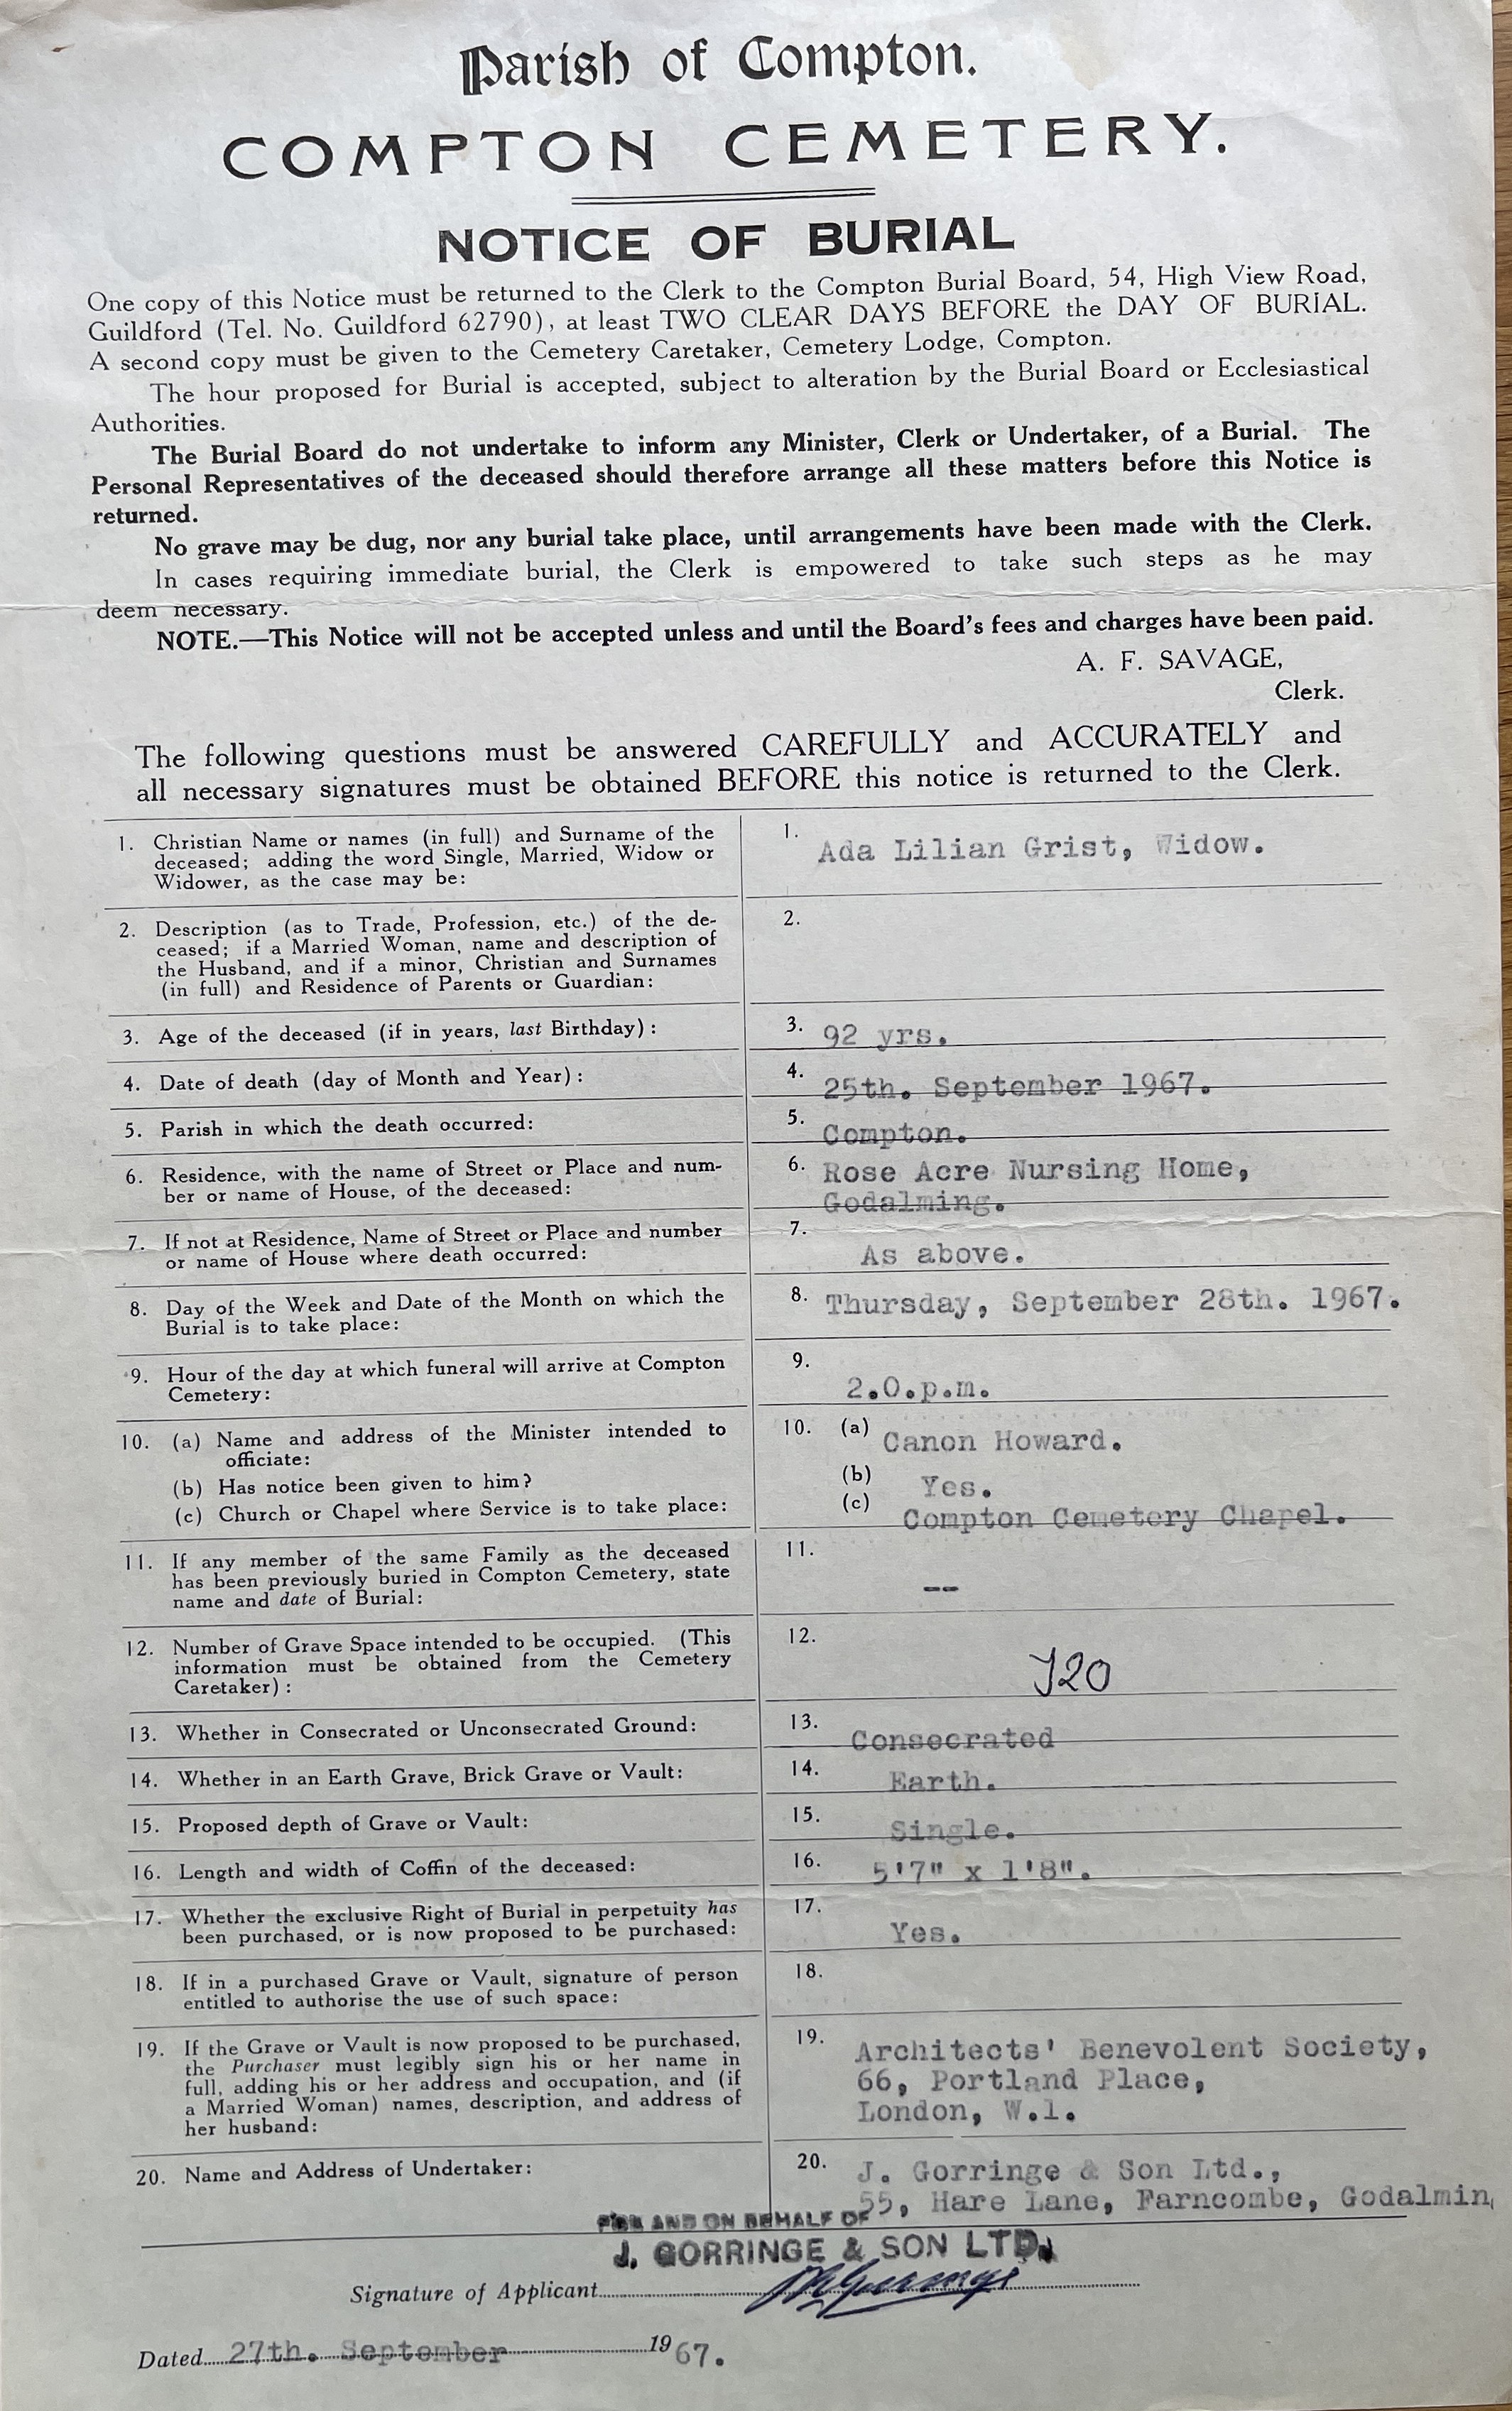 Parish of Compton.
COMPTON CEMETERY.
NOTICE OF BURIAL
One copy of this Notice must be returned to the Clerk to the Compton Burial Board, 54, High View Road,
Guildford (Tel. No. Guildford 62790), at least TWO CLEAR DAYS BEFORE the DAY OF BURIAL.
A second copy must be given to the Cemetery Caretaker, Cemetery Lodge, Compton.
The hour proposed for Burial is accepted, subject to alteration by the Burial Board or Ecclesiastical
Authorities.
The Burial Board do not undertake to inform any Minister, Clerk or Undertaker, of a Burial. The
Personal Representatives of the deceased should therefore arrange all these matters before this Notice is
returned.
No grave may be dug, nor any burial take place, until arrangements have been made with the Clerk.
In cases requiring immediate burial, the Clerk is empowered to take such steps as he may
deem necessary.
NOTE.—This Notice will not be accepted unless and until the Board's fees and charges have been paid.
A. F. SAVAGE,
Clerk.
The following questions must be answered CAREFULLY and ACCURATELY and
all necessary signatures must be obtained BEFORE this notice is returned to the Clerk.
1. Christian Name or names (in full) and Surname of the
deceased; adding the word Single, Married, Widow or
Widower, as the case may be:
1. Ada Lilian Grist, Widow.
2. Description (as to Trade, Profession, etc.) of the de-
ceased; if a Married Woman, name and description of
the Husband, and if a minor, Christian and Surnames
(in full) and Residence of Parents or Guardian:
2.
3. Age of the deceased (if in years, last Birthday):
3. 92 yrs.
4. Date of death (day of Month and Year):
4. 25th. September 1967.
5. Parish in which the death occurred:
5. Compton.
6. Residence, with the name of Street or Place and num-
ber or name of House, of the deceased:
6. Rose Acre Nursing Home,
Godalming.
7. If not at Residence, Name of Street or Place and number
or name of House where death occurred:
7. As above.
8. Day of the Week and Date of the Month on which the
Burial is to take place:
8. Thursday, September 28th. 1967.
9. Hour of the day at which funeral will arrive at Compton
Cemetery:
9. 2.0.p.m.
10. (a) Name and address of the Minister intended to
officiate:
(b) Has notice been given to him?
(c) Church or Chapel where Service is to take place:
10. (a) Canon Howard.
(b) Yes.
(c) Compton Cemetery Chapel.
11. If any member of the same Family as the deceased
has been previously buried in Compton Cemetery, state
name and date of Burial:
11. --
12. Number of Grave Space intended to be occupied. (This
information must be obtained from the Cemetery
Caretaker):
12. J20
13. Whether in Consecrated or Unconsecrated Ground:
13. Consecrated
14. Whether in an Earth Grave, Brick Grave or Vault:
14. Earth.
15. Proposed depth of Grave or Vault:
15. Single.
16. Length and width of Coffin of the deceased:
16. 5'7" x 1'8".
17. Whether the exclusive Right of Burial in perpetuity has
been purchased, or is now proposed to be purchased:
17. Yes.
18. If in a purchased Grave or Vault, signature of person
entitled to authorise the use of such space:
18.
19. If the Grave or Vault is now proposed to be purchased,
the Purchaser must legibly sign his or her name in
full, adding his or her address and occupation, and (if
a Married Woman) names, description, and address of
her husband:
19. Architects' Benevolent Society,
66, Portland Place,
London, W.1.
20. Name and Address of Undertaker:
20. J. Gorringe & Son Ltd.,
55, Hare Lane, Farncombe, Godalmin
FOR AND ON BEHALF OF
J. GORRINGE & SON LTD.
Signature of Applicant
Dated 27th. September 1967.